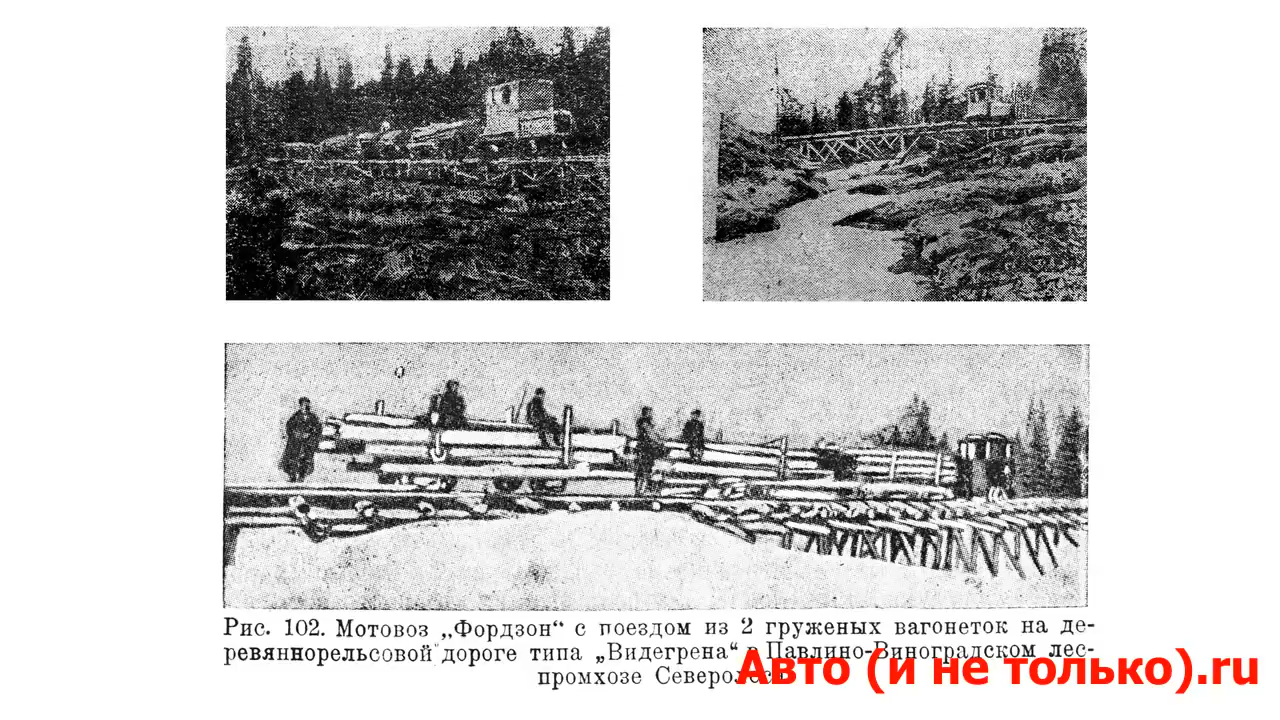 Рис. 102. Мотовоз „Фордзон“ с поездом из 2 груженых вагонеток на де-
ревяннорельсовой дороге типа „Видегрена“ в Павлино-Виноградском лес-
промхозе Северолеса
Авто (и не только).ru